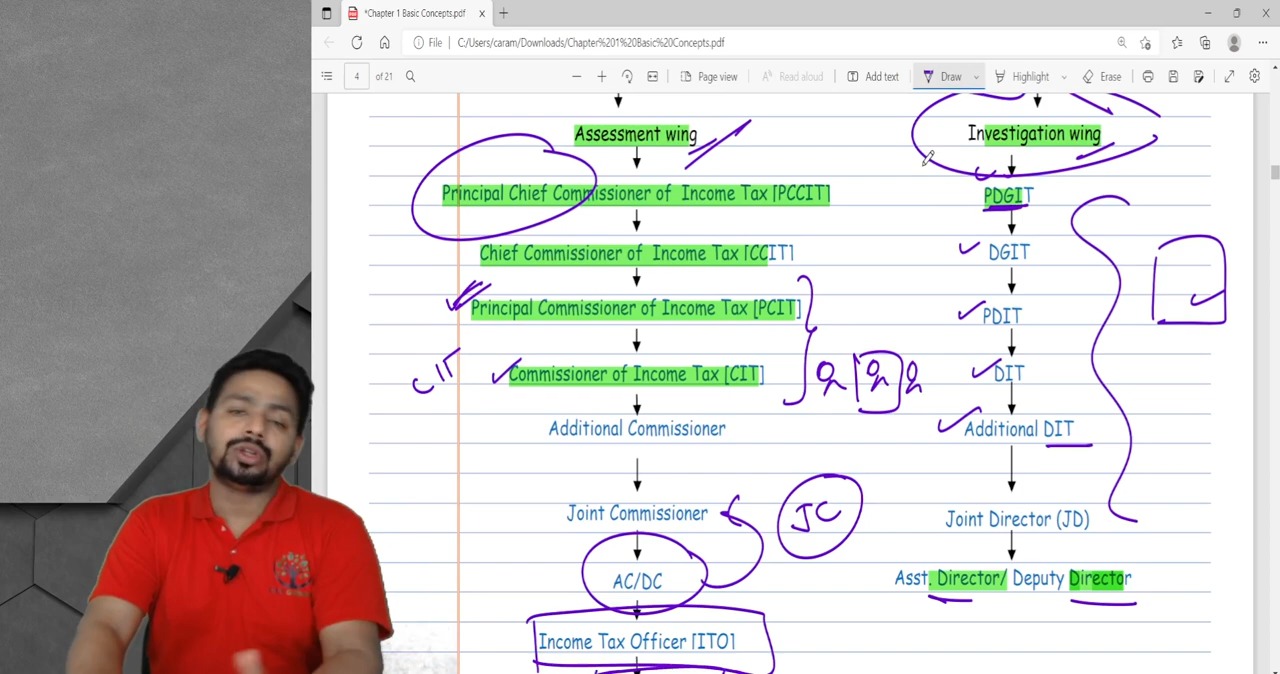 *Chapter 1 Basic Concepts.pdf
File C:/Users/caram/Downloads/Chapter%201%20Basic%20Concepts.pdf
4 of 21 Page view Read aloud Add text Draw Highlight Erase
Assessment wing
Investigation wing
Principal Chief Commissioner of Income Tax [PCCIT]
PDGIT
Chief Commissioner of Income Tax [CCIT]
DGIT
Principal Commissioner of Income Tax [PCIT]
PDIT
CIT
Commissioner of Income Tax [CIT]
DIT
Additional Commissioner
Additional DIT
Joint Commissioner
JC
Joint Director (JD)
AC/DC
Asst. Director/ Deputy Director
Income Tax Officer [ITO]